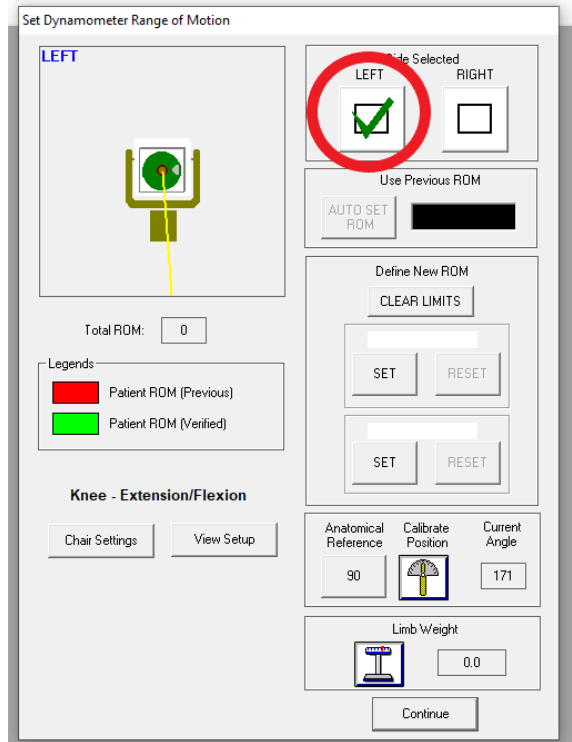 Set Dynamometer Range of Motion
LEFT
Side Selected
LEFT RIGHT
Use Previous ROM
AUTO SET
ROM
Define New ROM
CLEAR LIMITS
SET RESET
SET RESET
Total ROM: 0
Legends
Patient ROM (Previous)
Patient ROM (Verified)
Knee - Extension/Flexion
Chair Settings View Setup
Anatomical Reference Calibrate Position Current Angle
90 171
Limb Weight
0.0
Continue